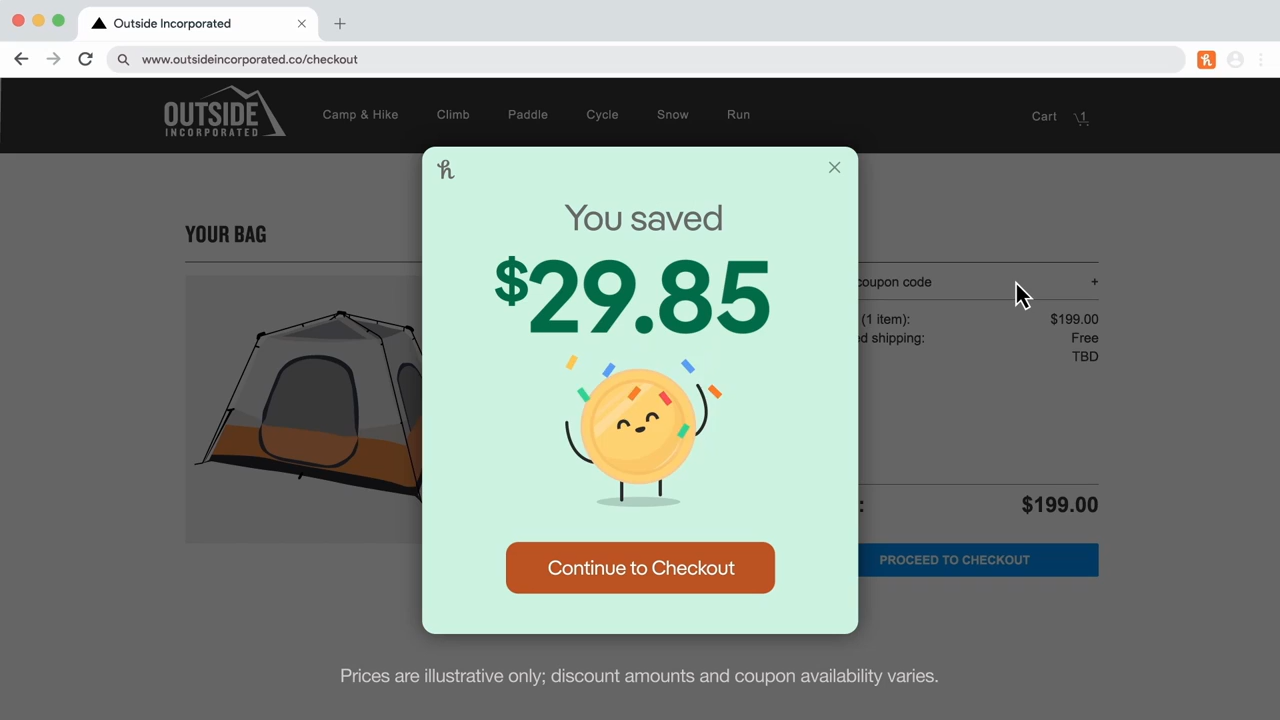 Outside Incorporated
www.outsideincorporated.co/checkout
OUTSIDE
INCORPORATED
Camp & Hike
Climb
Paddle
Cycle
Snow
Run
Cart
1
h
You saved
$29.85
Continue to Checkout
YOUR BAG
coupon code +
(1 item): $199.00
shipping: Free
TBD
: $199.00
PROCEED TO CHECKOUT
Prices are illustrative only; discount amounts and coupon availability varies.